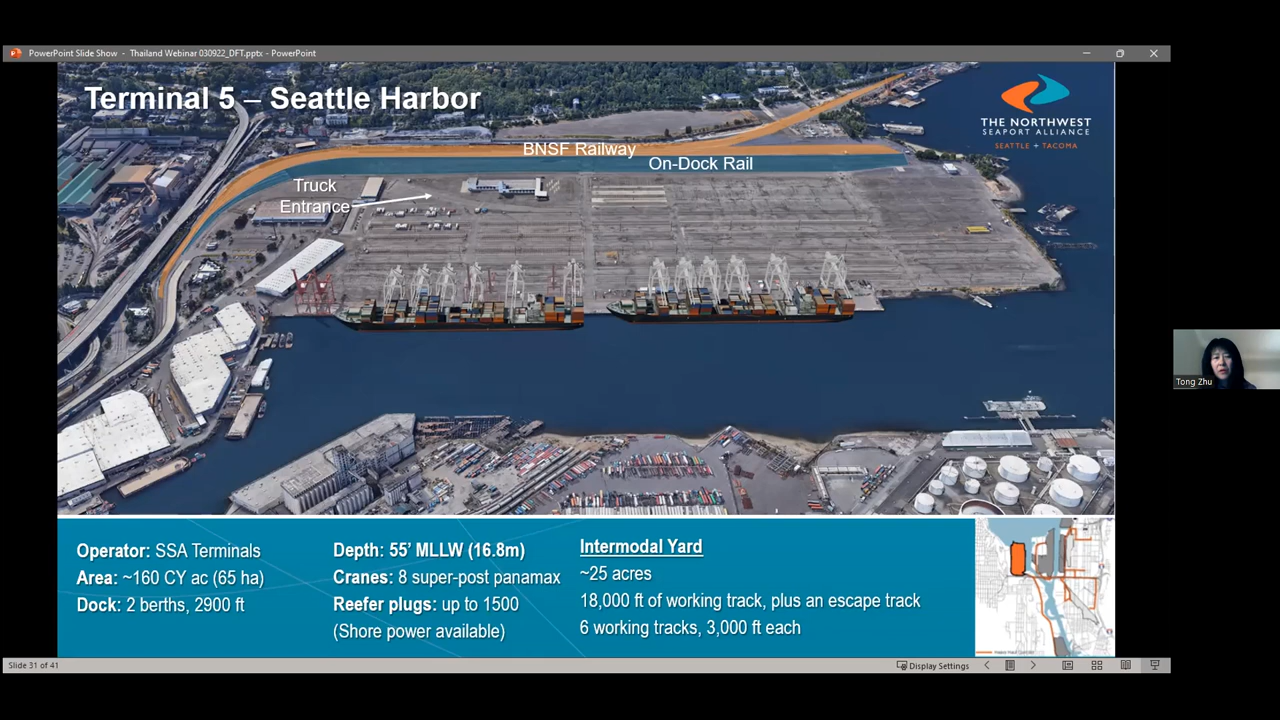 PowerPoint Slide Show - Thailand Webinar 030922_DFT.pptx - PowerPoint
Terminal 5 – Seattle Harbor
THE NORTHWEST
SEAPORT ALLIANCE
SEATTLE + TACOMA
BNSF Railway
On-Dock Rail
Truck
Entrance
Tong Zhu
Operator: SSA Terminals
Area: ~160 CY ac (65 ha)
Dock: 2 berths, 2900 ft
Depth: 55' MLLW (16.8m)
Cranes: 8 super-post panamax
Reefer plugs: up to 1500
(Shore power available)
Intermodal Yard
~25 acres
18,000 ft of working track, plus an escape track
6 working tracks, 3,000 ft each
Slide 31 of 41
Display Settings